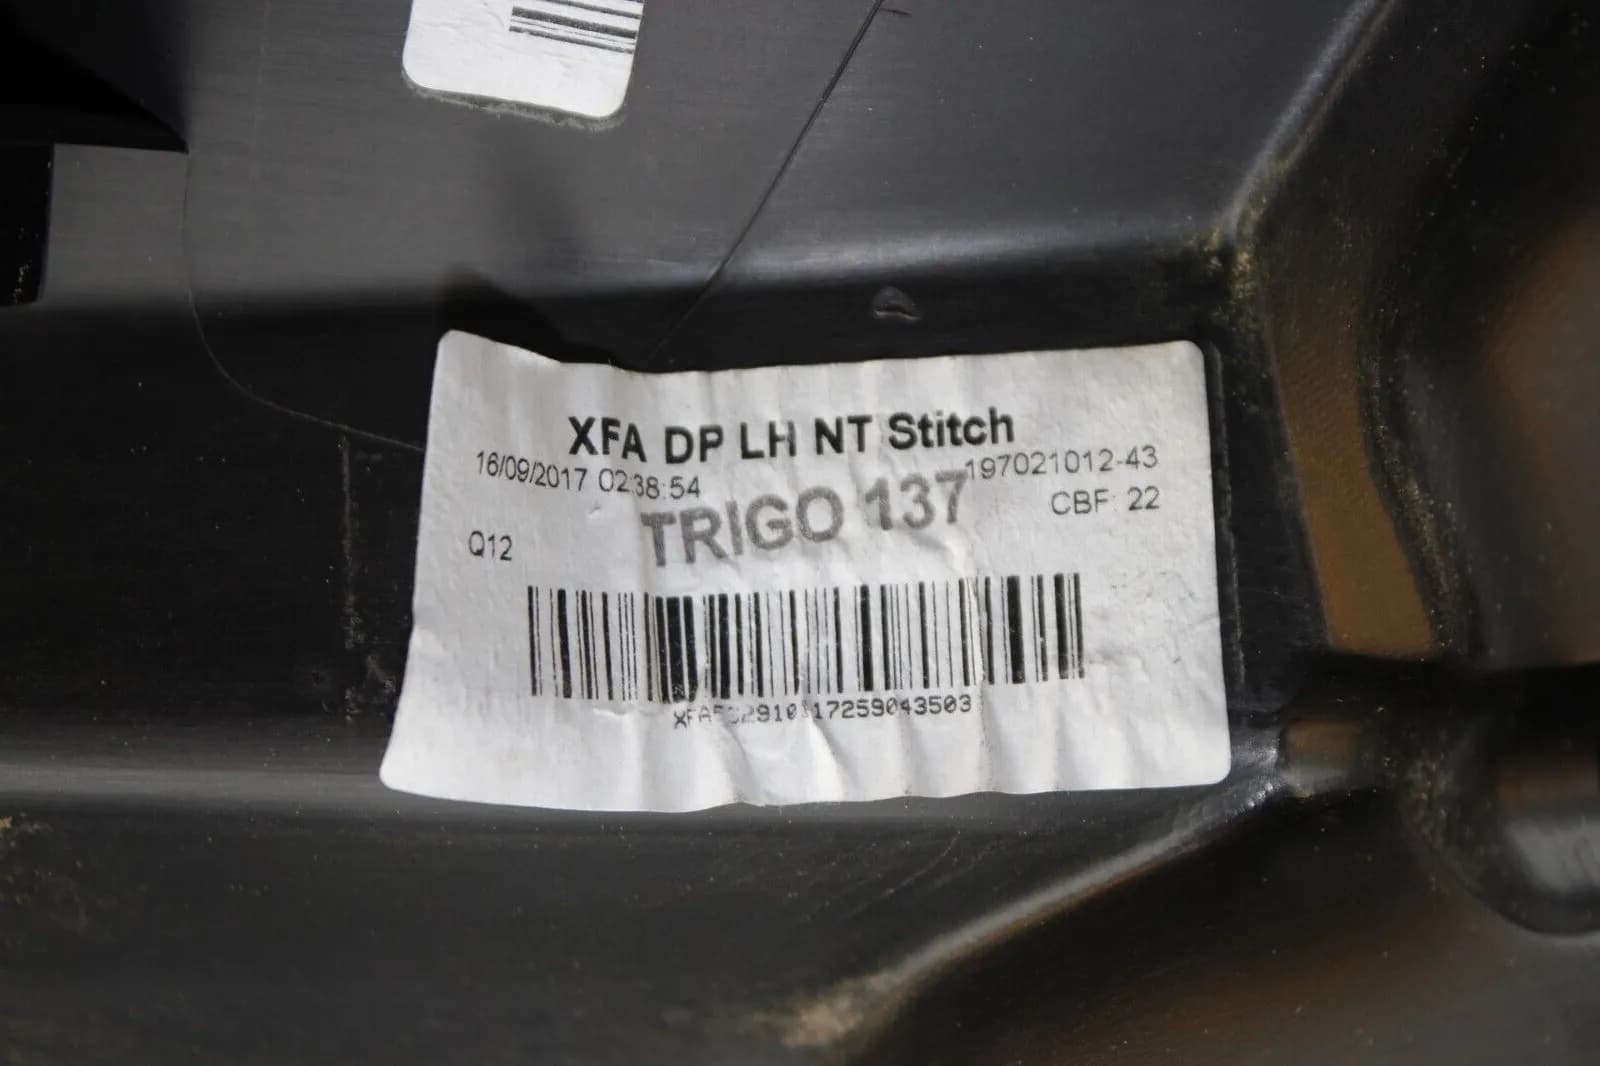 XFA DP LH NT Stitch
16/09/2017 02:38:54
197021012-43
TRIGO 137
CBF: 22
Q12